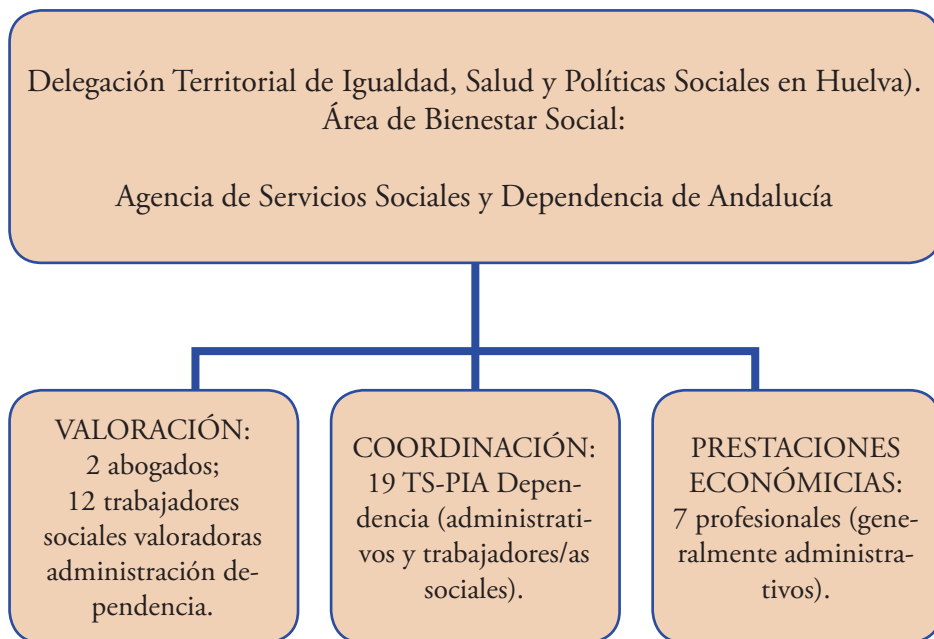 Delegación Territorial de Igualdad, Salud y Políticas Sociales en Huelva).
Área de Bienestar Social:
Agencia de Servicios Sociales y Dependencia de Andalucía
VALORACIÓN:
2 abogados;
12 trabajadores
sociales valoradoras
administración de-
pendencia.
COORDINACIÓN:
19 TS-PIA Depen-
dencia (administrati-
vos y trabajadores/as
sociales).
PRESTACIONES
ECONÓMICIAS:
7 profesionales (gene-
ralmente administra-
tivos).